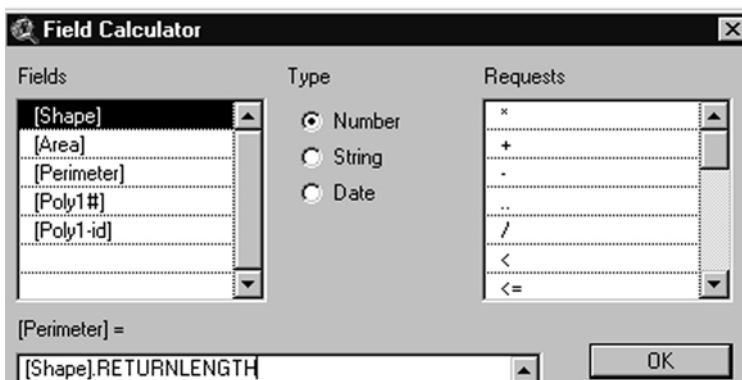 Field Calculator
Fields
Type
Requests
[Shape]
[Area]
[Perimeter]
[Poly1#]
[Poly1-id]
Number
String
Date
*
+
-
..
/
<
<=
[Perimeter] =
[Shape].RETURNLENGTH
OK